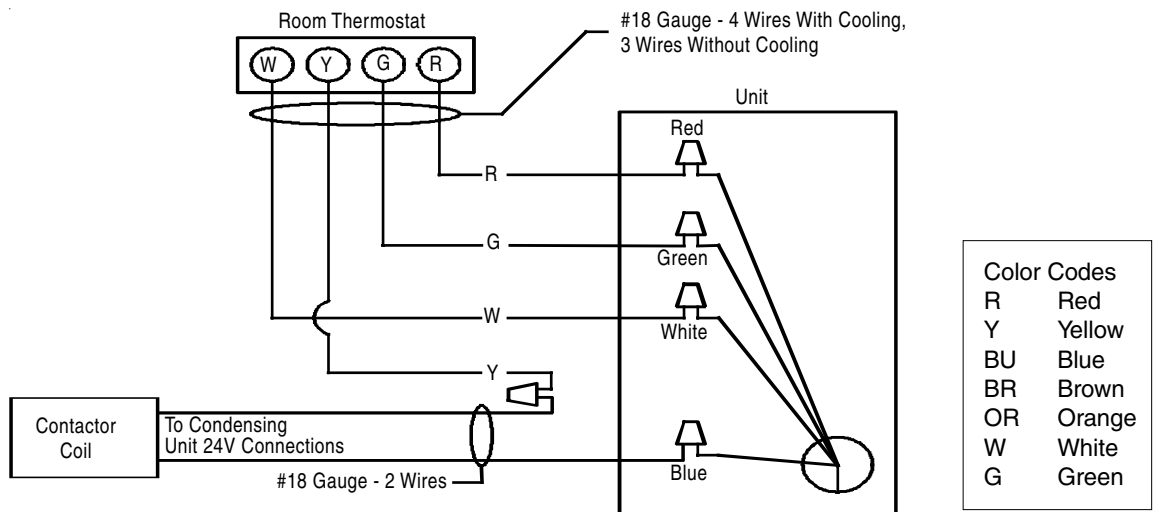 Room Thermostat
#18 Gauge - 4 Wires With Cooling,
3 Wires Without Cooling
W Y G R
Unit
Red
R
G
Green
W
White
Y
Contactor
Coil
To Condensing
Unit 24V Connections
#18 Gauge - 2 Wires
Blue
Color Codes
R Red
Y Yellow
BU Blue
BR Brown
OR Orange
W White
G Green